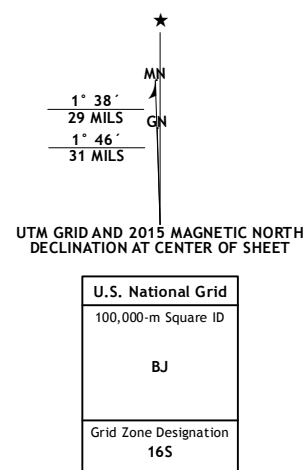 ★
MN
1° 38´
29 MILS
GN
1° 46´
31 MILS
UTM GRID AND 2015 MAGNETIC NORTH
DECLINATION AT CENTER OF SHEET
U.S. National Grid
100,000-m Square ID
BJ
Grid Zone Designation
16S